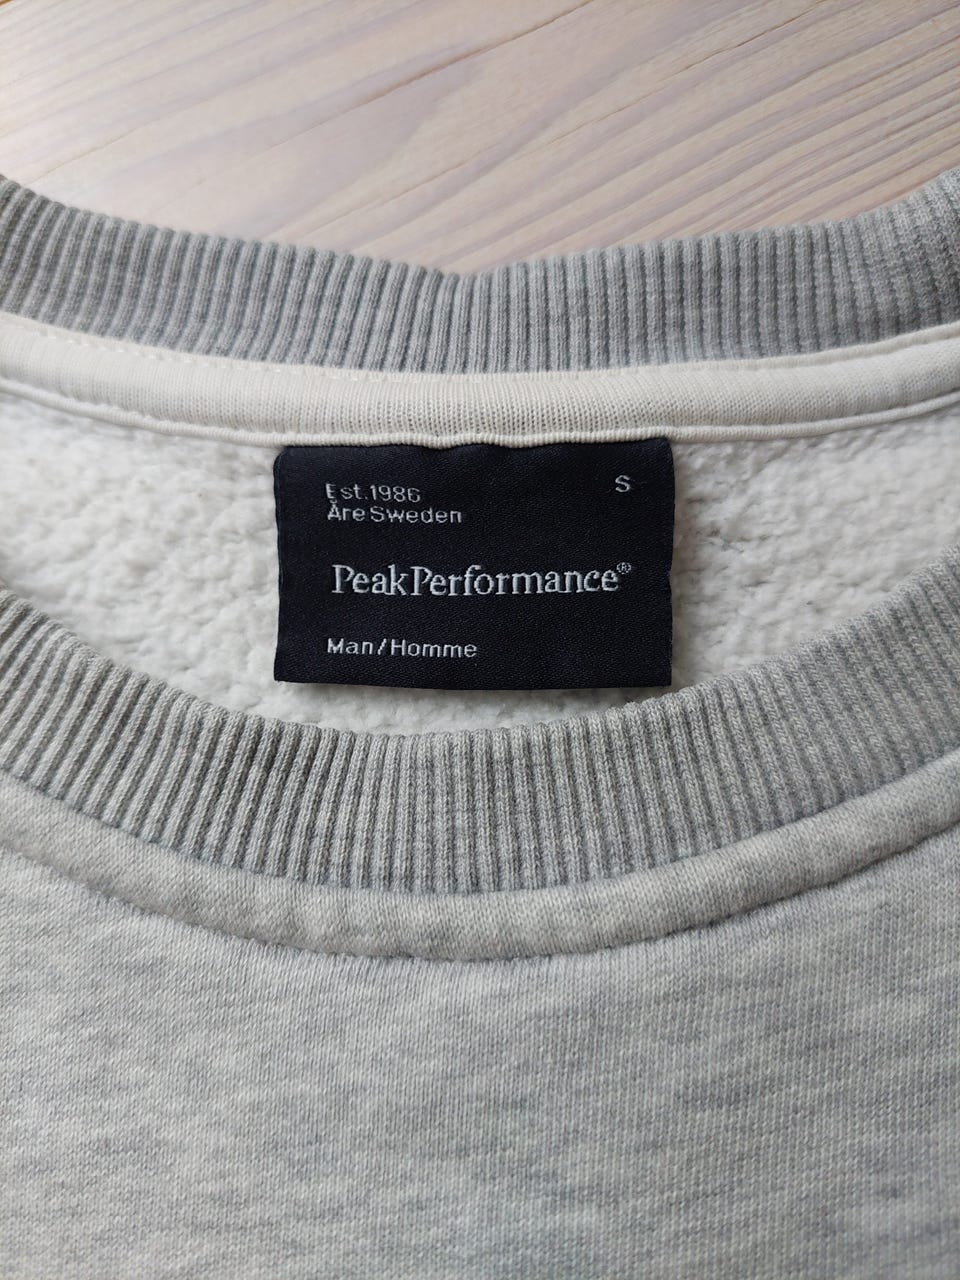 Est.1986
S
Åre Sweden
PeakPerformance®
Man/Homme